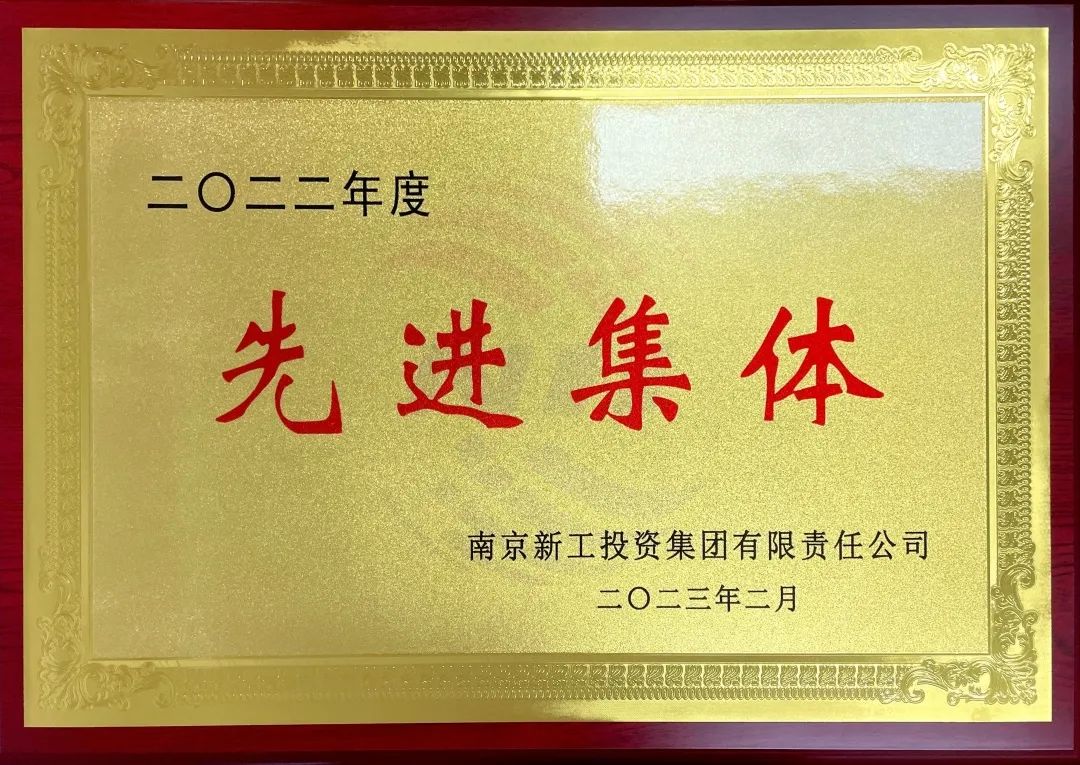 二〇二二年度
先进集体
南京新工投资集团有限责任公司
二〇二三年二月